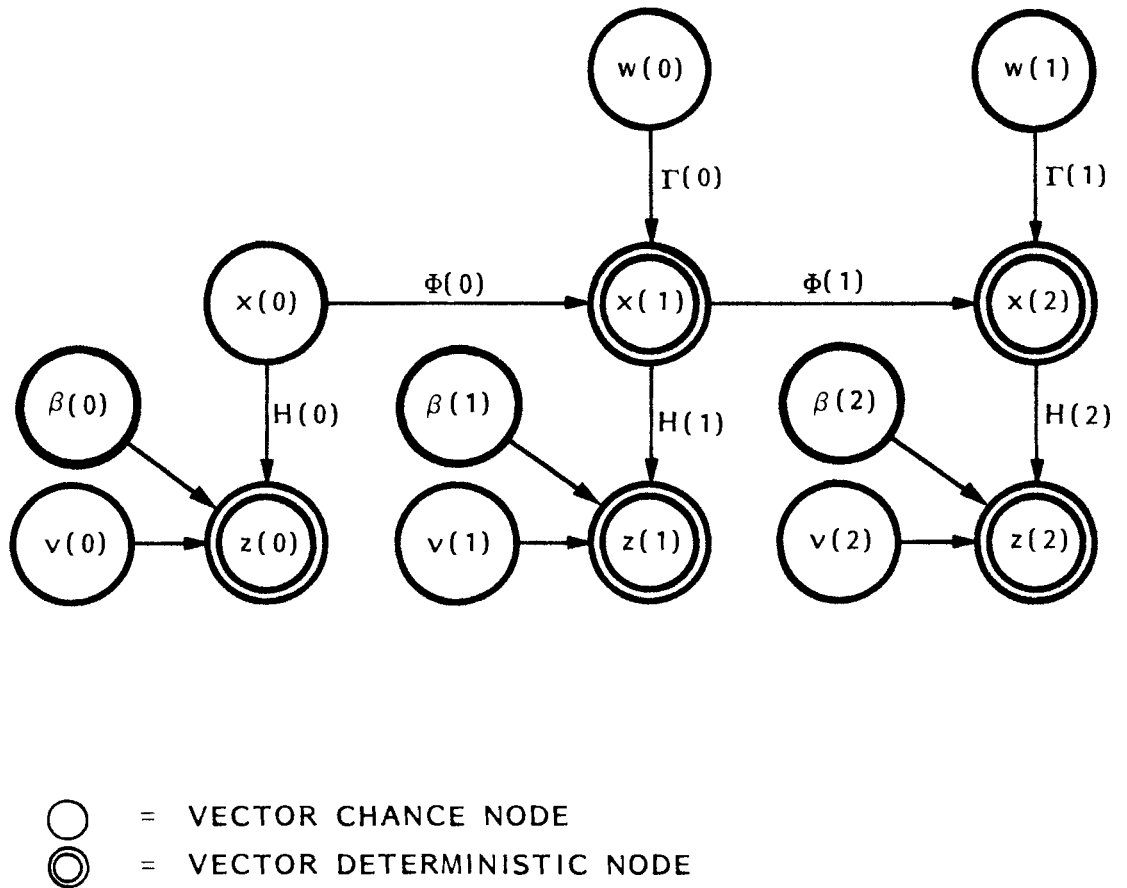 w(0)
w(1)
Γ(0)
Γ(1)
x(0)
Φ(0)
x(1)
Φ(1)
x(2)
β(0)
H(0)
β(1)
H(1)
β(2)
H(2)
v(0)
z(0)
v(1)
z(1)
v(2)
z(2)
= VECTOR CHANCE NODE
= VECTOR DETERMINISTIC NODE